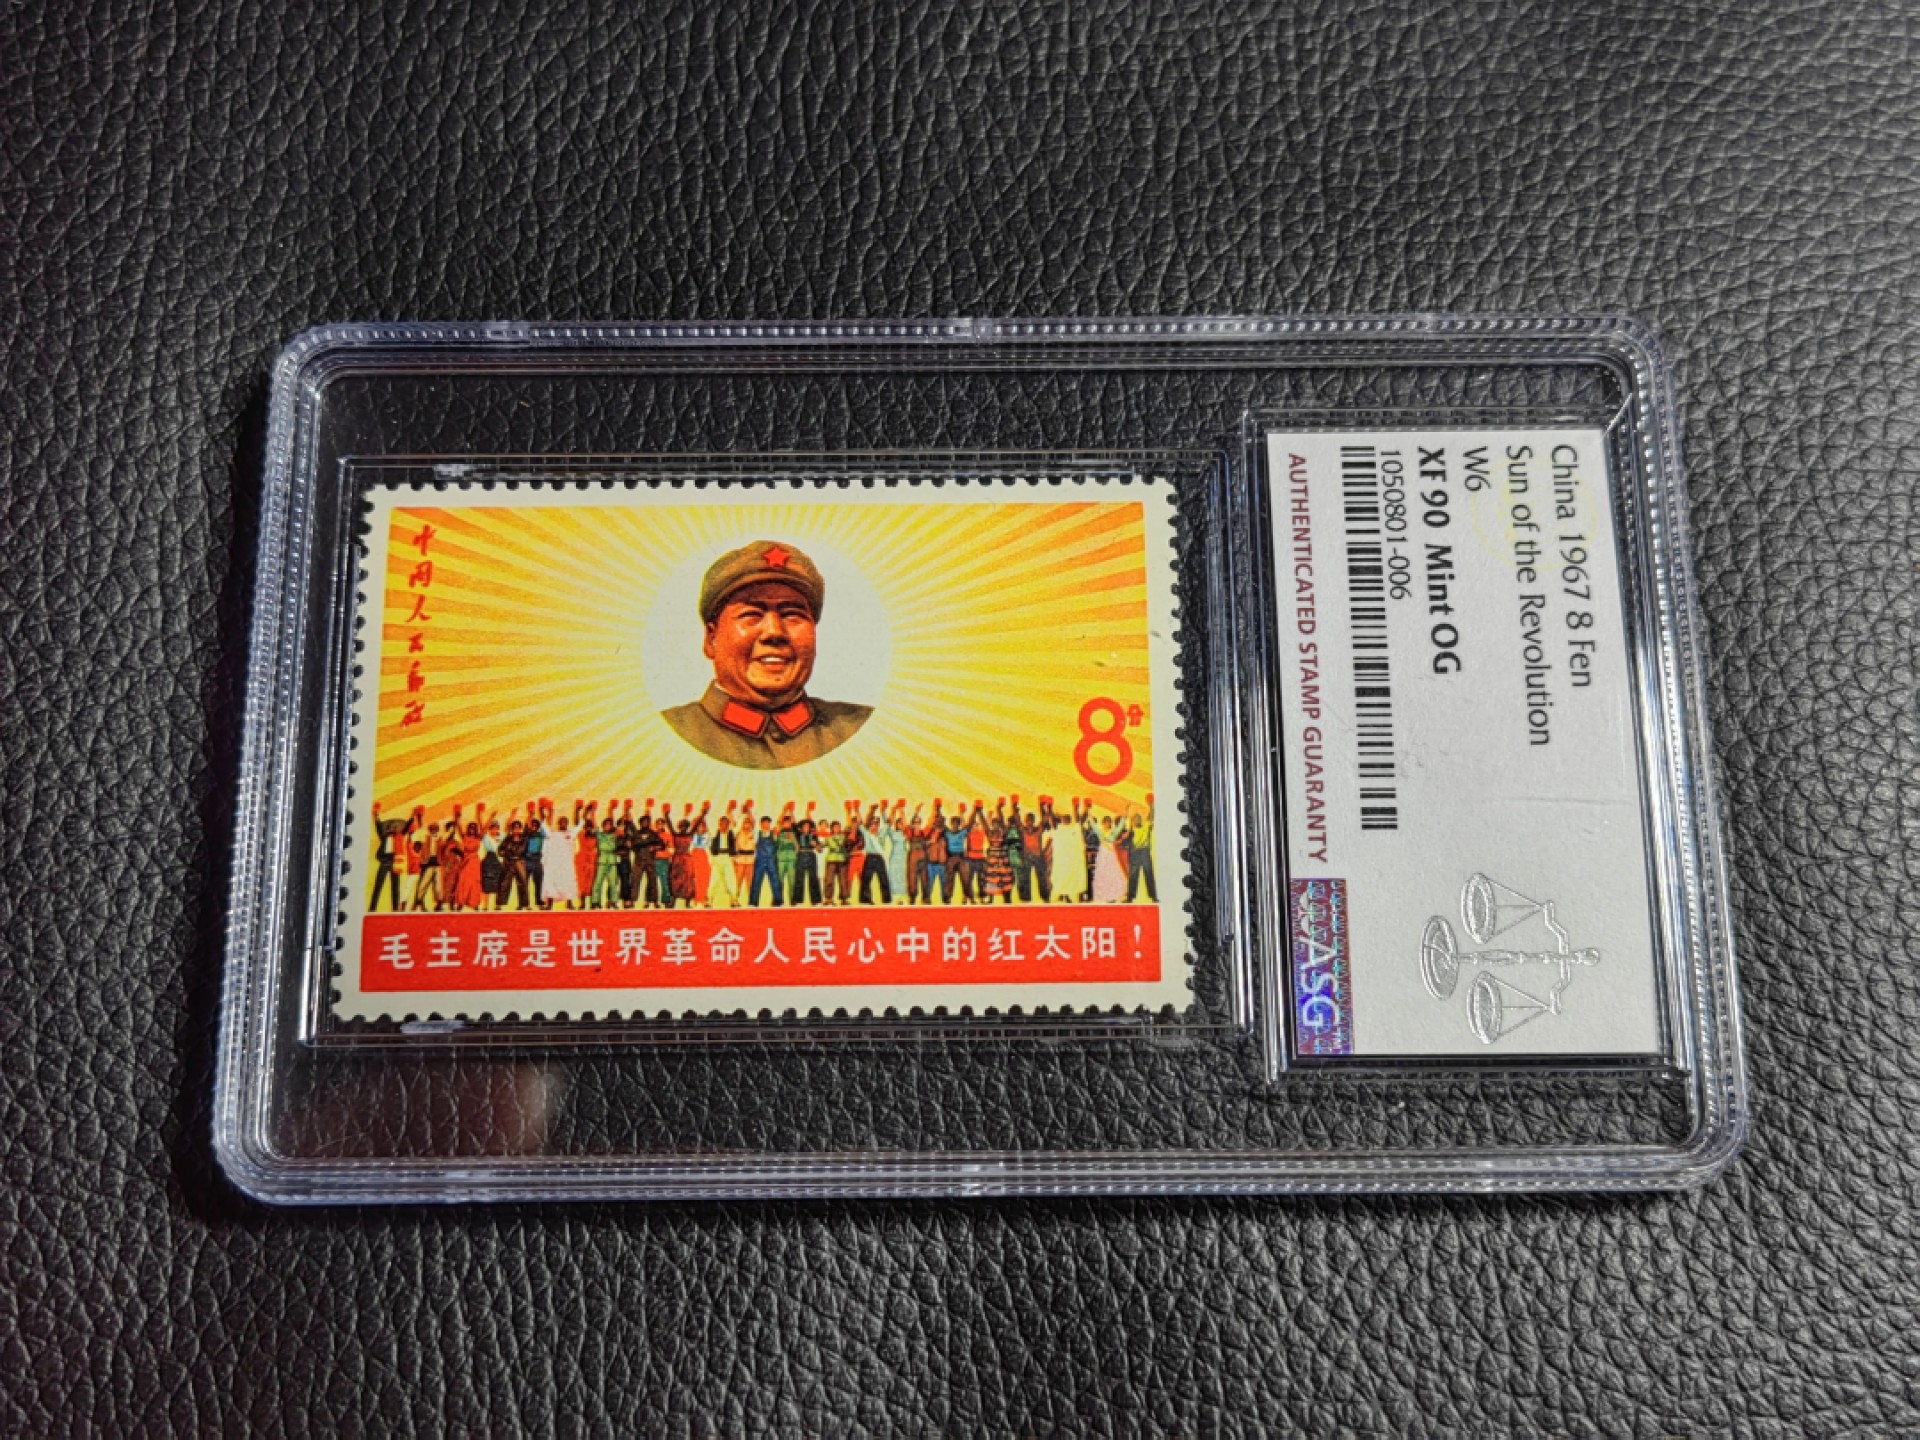 中国人民邮政
8分
毛主席是世界革命人民心中的红太阳！
China 1967 8 Fen
Sun of the Revolution
W6
XF 90 Mint OG
1050801-006
AUTHENTICATED STAMP GUARANTY
ASG